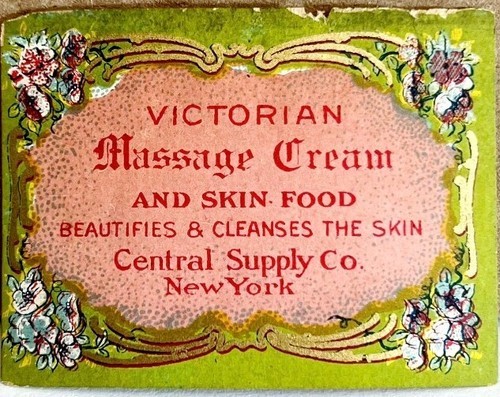 VICTORIAN
Massage Cream
AND SKIN FOOD
BEAUTIFIES & CLEANSES THE SKIN
Central Supply Co.
New York